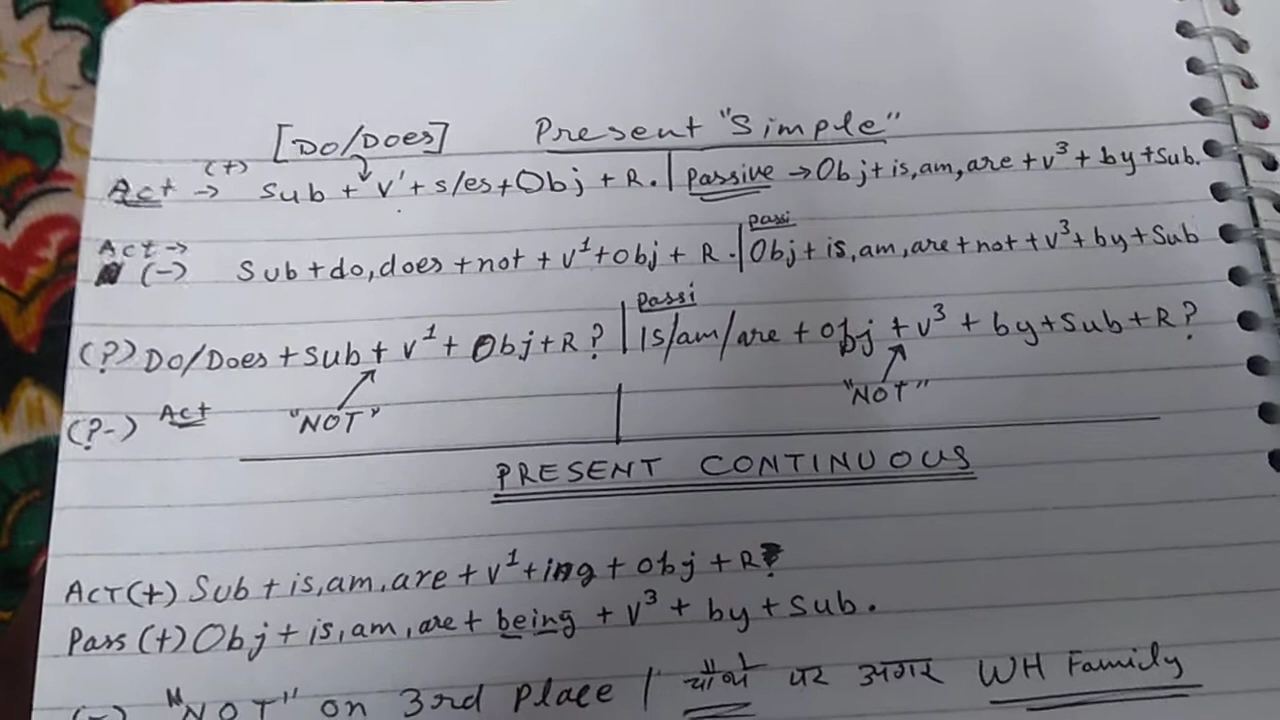 [DO/DOES] Present "Simple"
Act (+) → Sub + V¹ + s/es + Obj + R. | Passive → Obj + is, am, are + V³ + by + Sub.
Act → (-) Sub + do, does + not + V¹ + Obj + R. | Passi Obj + is, am, are + not + V³ + by + Sub
(?) Do/Does + Sub + V¹ + Obj + R? | Passi Is/am/are + Obj + V³ + by + Sub + R?
(?-) Act "NOT" | "NOT"
PRESENT CONTINUOUS
ACT (+) Sub + is, am, are + V¹ + ing + Obj + R
Pass (+) Obj + is, am, are + being + V³ + by + Sub.
(-) "NOT" on 3rd Place | पर अगर WH Family